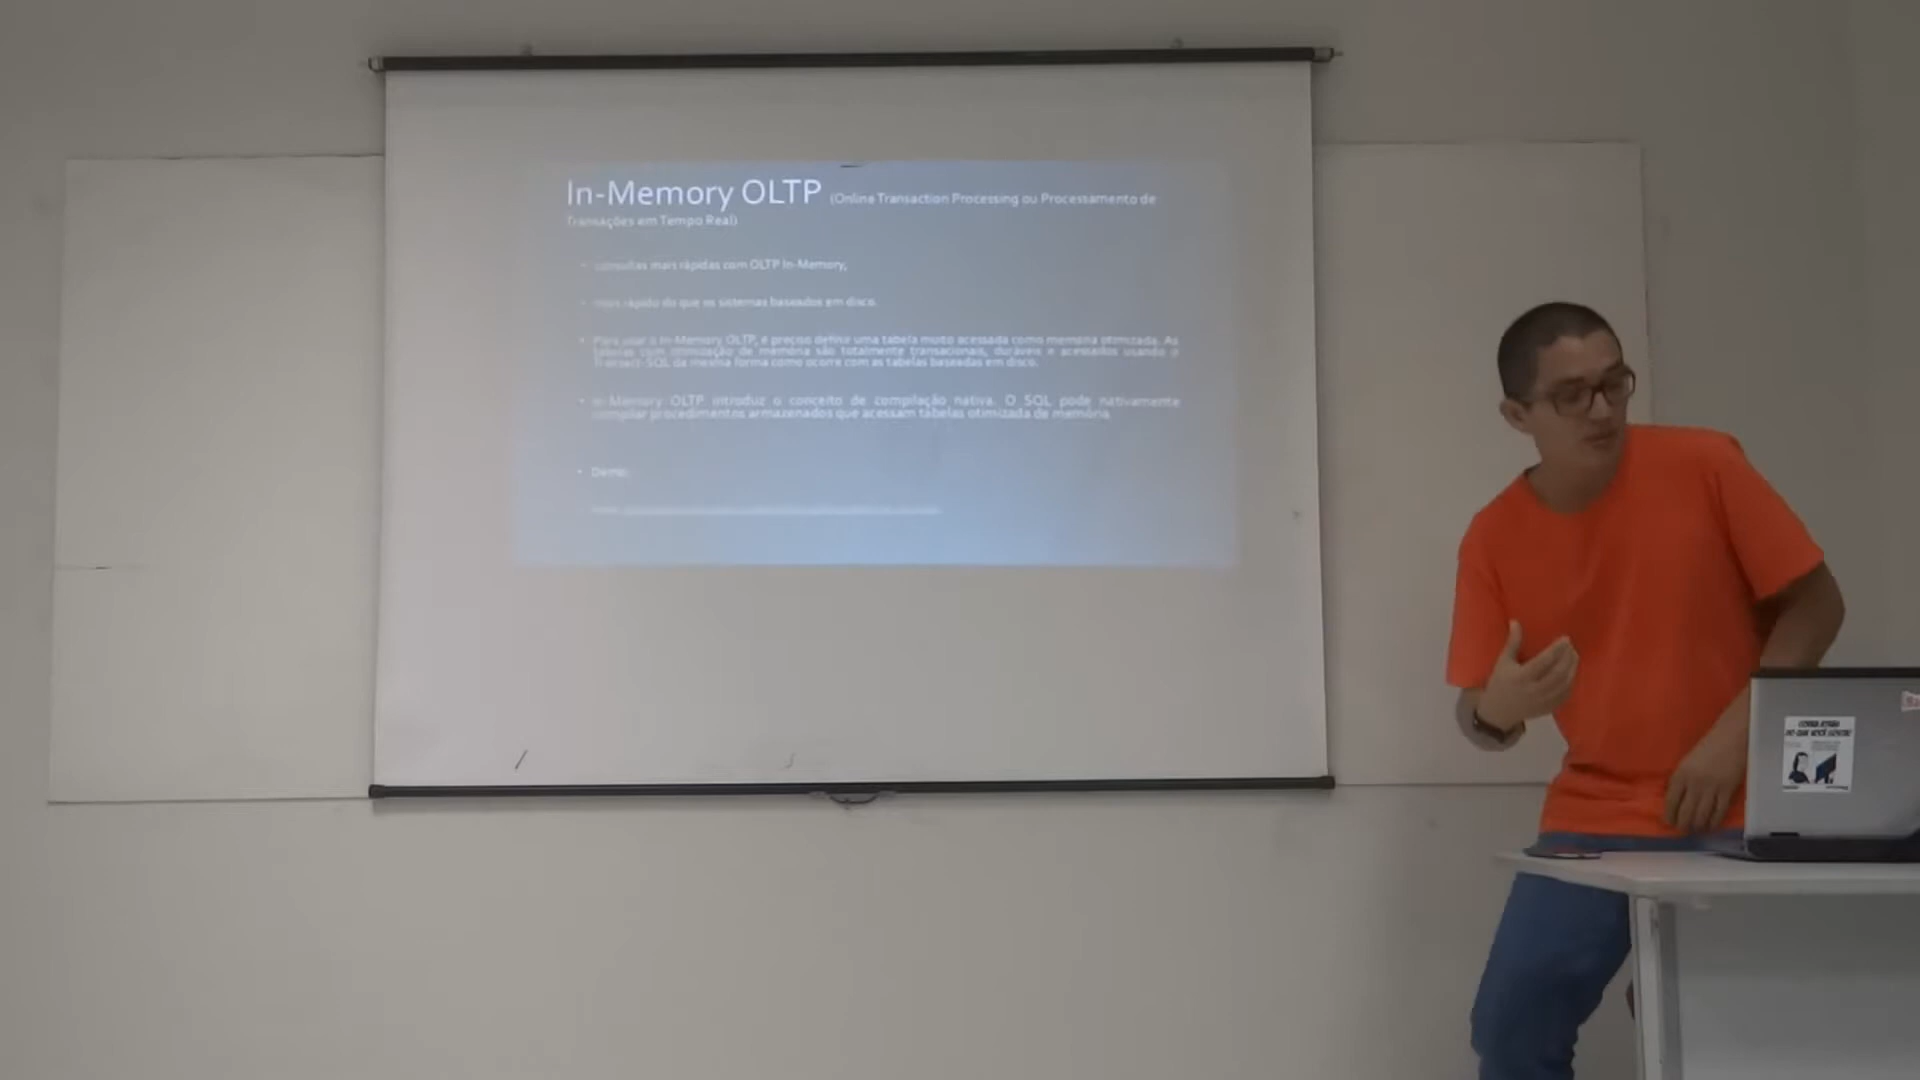 In-Memory OLTP (Online Transaction Processing ou Processamento de
Transações em Tempo Real)
consultas mais rápidas com OLTP In-Memory,
mais rápido do que os sistemas baseados em disco.
Para usar o In-Memory OLTP, é preciso definir uma tabela muito acessada como memória otimizada. As
tabelas com otimização de memória são totalmente transacionais, duráveis e acessados usando o
Transact-SQL da mesma forma como ocorre com as tabelas baseadas em disco.
In-Memory OLTP introduz o conceito de compilação nativa. O SQL pode nativamente
compilar procedimentos armazenados que acessam tabelas otimizada de memória.
Demo: